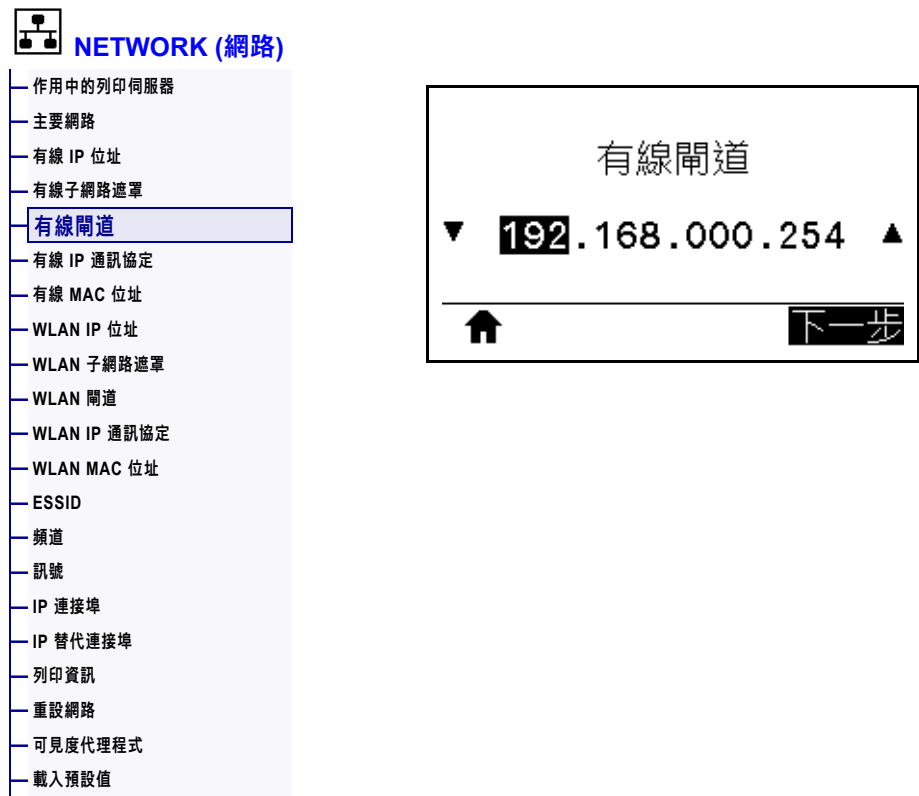 NETWORK (網路)
作用中的列印伺服器
主要網路
有線 IP 位址
有線子網路遮罩
有線閘道
有線 IP 通訊協定
有線 MAC 位址
WLAN IP 位址
WLAN 子網路遮罩
WLAN 閘道
WLAN IP 通訊協定
WLAN MAC 位址
ESSID
頻道
訊號
IP 連接埠
IP 替代連接埠
列印資訊
重設網路
可見度代理程式
載入預設值
有線閘道
▼ 192.168.000.254 ▲
下一步